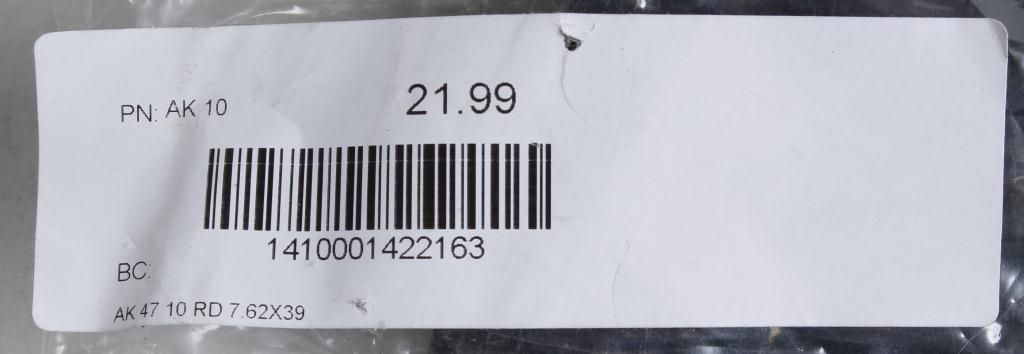 PN: AK 10
21.99
1410001422163
BC:
AK 47 10 RD 7.62X39